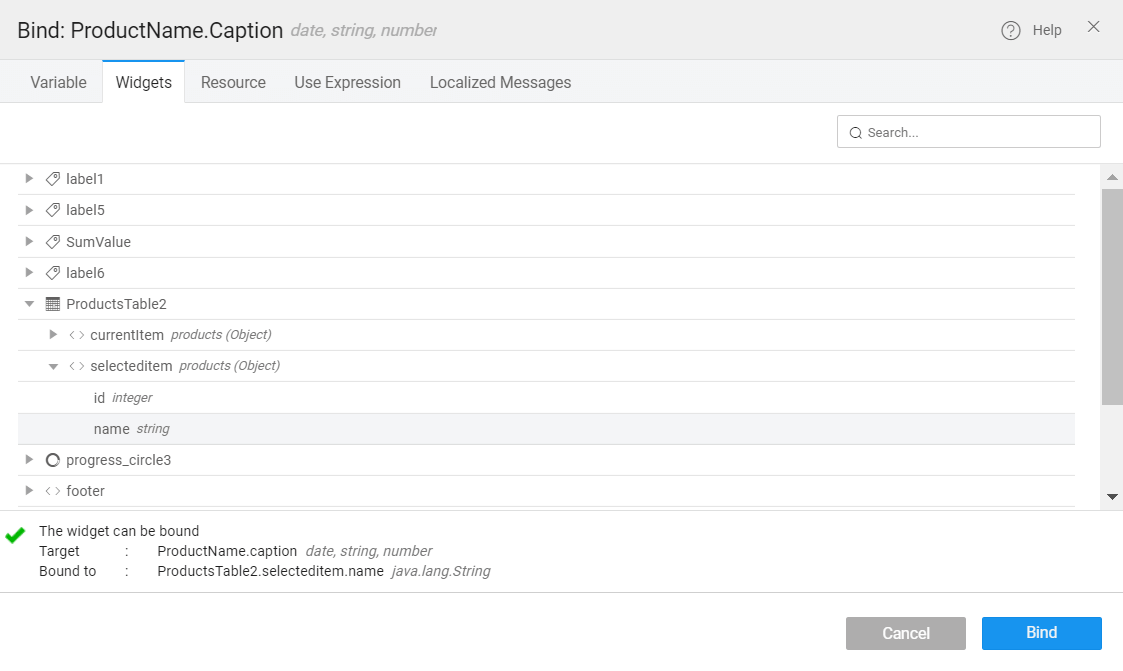 Bind: ProductName.Caption date, string, number
? Help
Variable Widgets Resource Use Expression Localized Messages
Search...
label1
label5
SumValue
label6
ProductsTable2
currentItem products (Object)
selecteditem products (Object)
id integer
name string
progress_circle3
footer
The widget can be bound
Target : ProductName.caption date, string, number
Bound to : ProductsTable2.selecteditem.name java.lang.String
Cancel Bind